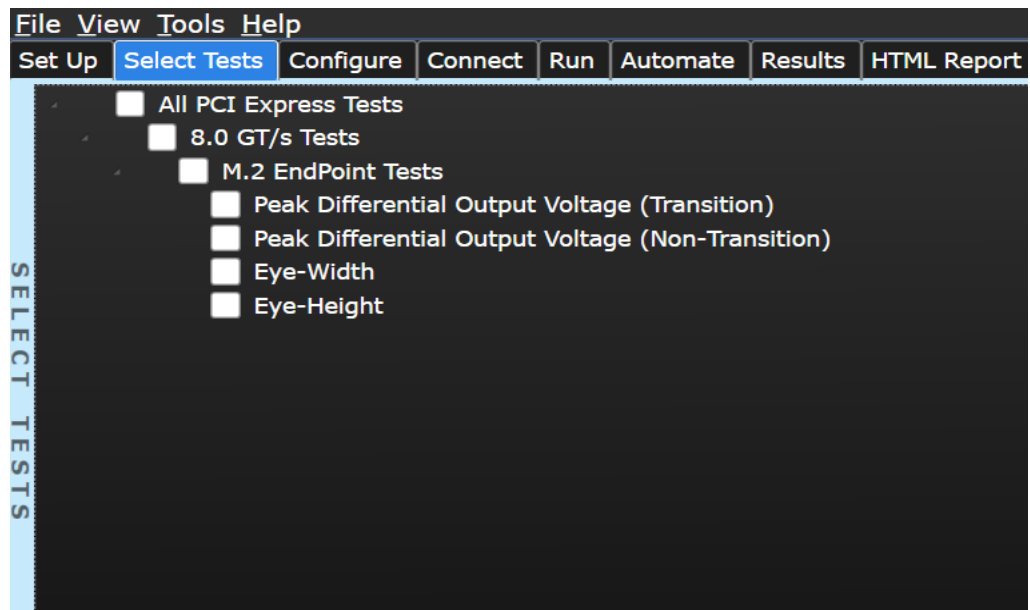 File View Tools Help
Set Up Select Tests Configure Connect Run Automate Results HTML Report
All PCI Express Tests
8.0 GT/s Tests
M.2 EndPoint Tests
Peak Differential Output Voltage (Transition)
Peak Differential Output Voltage (Non-Transition)
Eye-Width
Eye-Height
SELECT TESTS